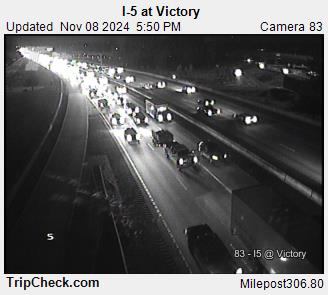 I-5 at Victory
Updated Nov 08 2024 5:50 PM Camera 83
S
83 - I5 @ Victory
TripCheck.com Milepost306.80